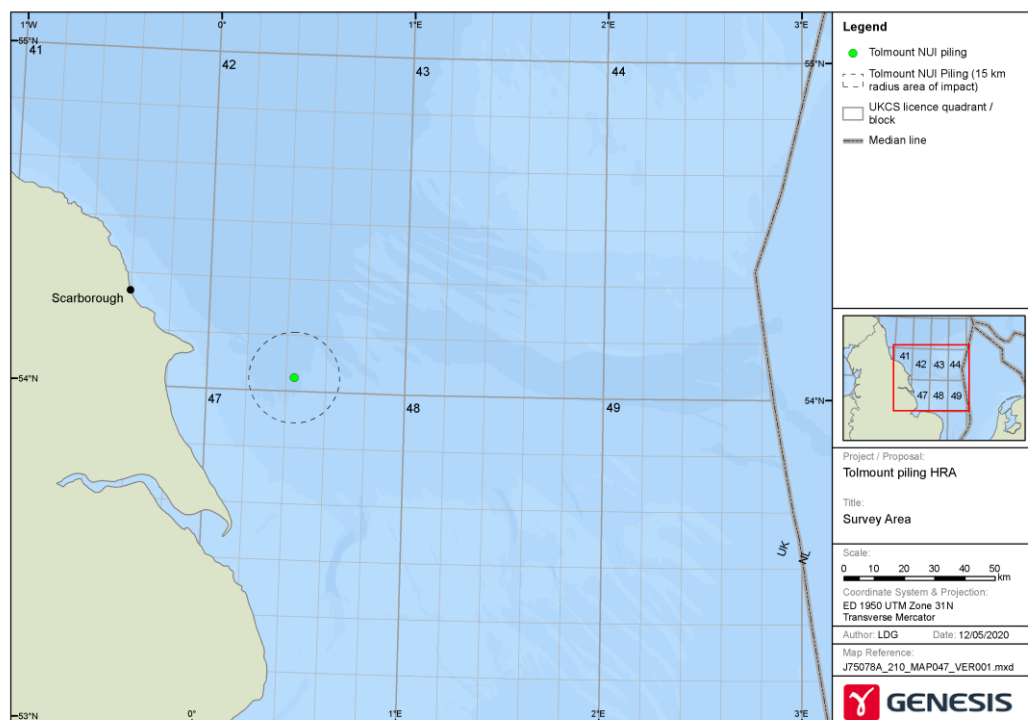 1°W
0°
1°E
2°E
3°E
55°N
41
42
43
44
55°N
Scarborough
54°N
47
48
49
54°N
UK
NL
53°N
0°
1°E
2°E
3°E
Legend
Tolmount NUI piling
Tolmount NUI Piling (15 km
radius area of impact)
UKCS licence quadrant /
block
Median line
41
42
43
44
47
48
49
Project / Proposal:
Tolmount piling HRA
Title:
Survey Area
Scale:
0 10 20 30 40 50
km
Coordinate System & Projection:
ED 1950 UTM Zone 31N
Transverse Mercator
Author: LDG Date: 12/05/2020
Map Reference:
J75078A_210_MAP047_VER001.mxd
GENESIS